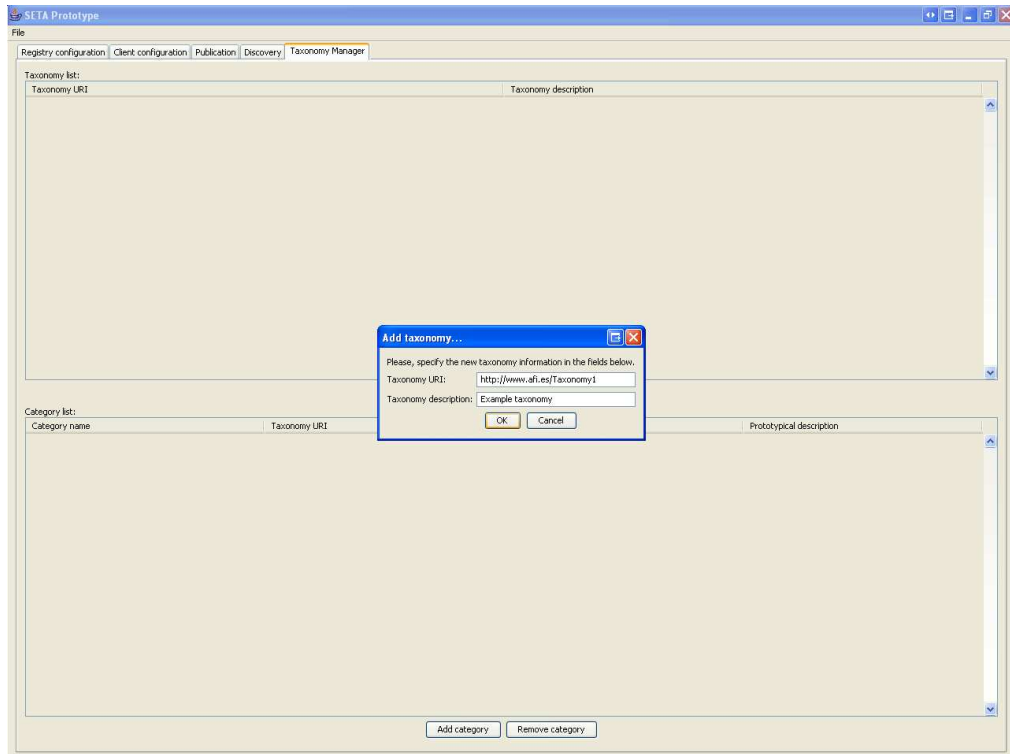 SETA Prototype
File
Registry configuration Client configuration Publication Discovery Taxonomy Manager
Taxonomy list:
Taxonomy URI Taxonomy description
Add taxonomy...
Please, specify the new taxonomy information in the fields below.
Taxonomy URI: http://www.afi.es/Taxonomy1
Taxonomy description: Example taxonomy
OK Cancel
Category list:
Category name Taxonomy URI Prototypical description
Add category Remove category